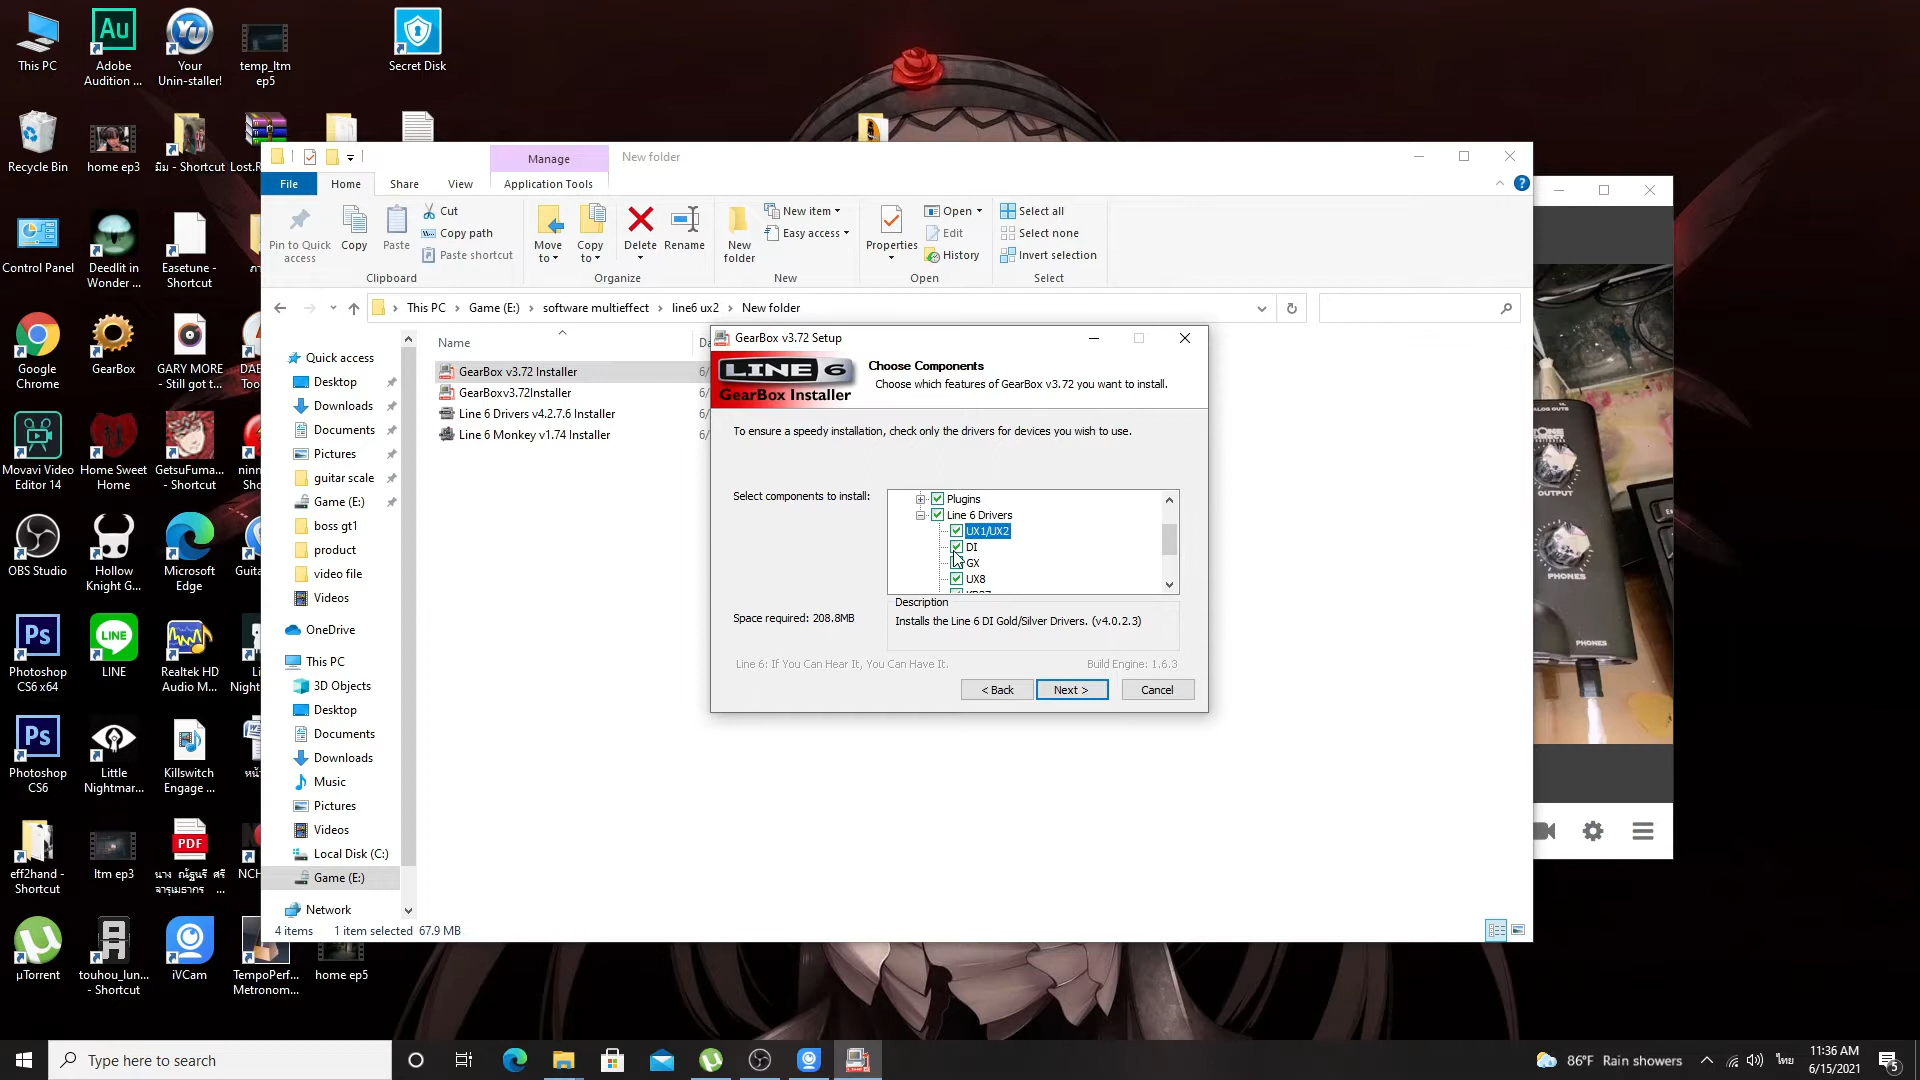 This PC
Adobe
Audition ...
Your
Unin-staller!
temp_ltm
ep5
Secret Disk
Recycle Bin
home ep3
มีม - Shortcut
Lost.R
Control Panel
Deedlit in
Wonder ...
Easetune -
Shortcut
Google
Chrome
GearBox
GARY MORE
- Still got t...
Movavi Video
Editor 14
Home Sweet
Home
GetsuFuma...
- Shortcut
OBS Studio
Hollow
Knight G...
Microsoft
Edge
Photoshop
CS6 x64
LINE
Realtek HD
Audio M...
Photoshop
CS6
Little
Nightmar...
Killswitch
Engage ...
eff2hand -
Shortcut
ltm ep3
PDF
µTorrent
touhou_lun...
- Shortcut
iVCam
TempoPerf...
Metronom...
home ep5
Manage
New folder
File
Home
Share
View
Application Tools
Pin to Quick
access
Copy
Paste
Cut
Copy path
Paste shortcut
Clipboard
Move
to
Copy
to
Delete
Rename
Organize
New
folder
New item
Easy access
New
Properties
Open
Edit
History
Open
Select all
Select none
Invert selection
Select
This PC > Game (E:) > software multieffect > line6 ux2 > New folder
Quick access
Desktop
Downloads
Documents
Pictures
guitar scale
Game (E:)
boss gt1
product
video file
Videos
OneDrive
This PC
3D Objects
Desktop
Documents
Downloads
Music
Pictures
Videos
Local Disk (C:)
Game (E:)
Network
Name
GearBox v3.72 Installer
GearBoxv3.72Installer
Line 6 Drivers v4.2.7.6 Installer
Line 6 Monkey v1.74 Installer
4 items
1 item selected 67.9 MB
GearBox v3.72 Setup
LINE 6
GearBox Installer
Choose Components
Choose which features of GearBox v3.72 you want to install.
To ensure a speedy installation, check only the drivers for devices you wish to use.
Select components to install:
Plugins
Line 6 Drivers
UX1/UX2
DI
GX
UX8
Space required: 208.8MB
Description
Installs the Line 6 DI Gold/Silver Drivers. (v4.0.2.3)
Line 6: If You Can Hear It, You Can Have It.
Build Engine: 1.6.3
< Back
Next >
Cancel
OUTPUT
PHONES
PHONES
Type here to search
86°F Rain showers
ไทย
11:36 AM
6/15/2021
5